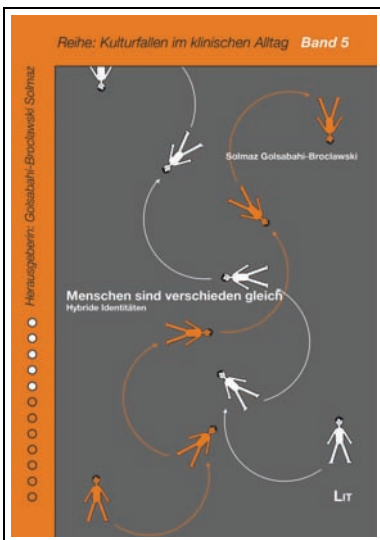 Reihe: Kulturfallen im klinischen Alltag Band 5
Herausgeberin: Golsabahi-Broclawski Solmaz
Solmaz Golsabahi-Broclawski
Menschen sind verschieden gleich
Hybride Identitäten
LIT